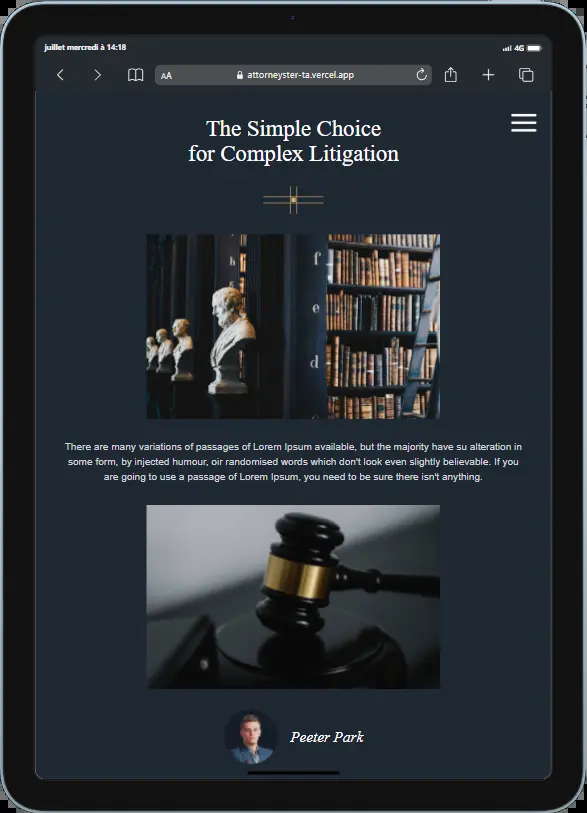 juillet mercredi à 14:18
4G
AA
attorneyster-ta.vercel.app
The Simple Choice
for Complex Litigation
h
f
e
d
There are many variations of passages of Lorem Ipsum available, but the majority have su alteration in
some form, by injected humour, oir randomised words which don't look even slightly believable. If you
are going to use a passage of Lorem Ipsum, you need to be sure there isn't anything.
Peeter Park